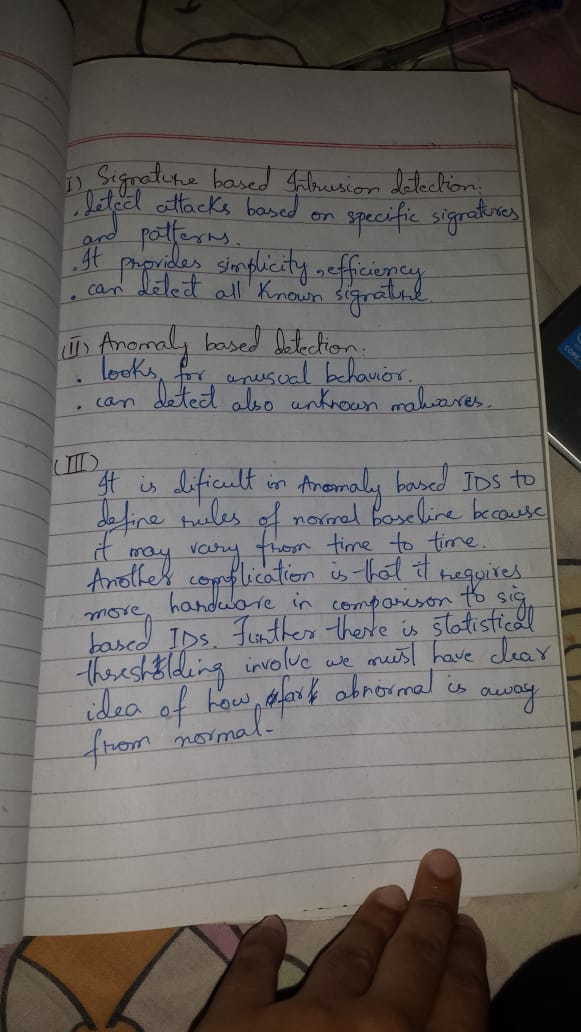 I) Signature based Intrusion detection:
. detect attacks based on specific signatures
and patterns.
. It provides simplicity, efficiency
. can detect all known signature.
(II) Anomaly based detection:
. looks for unusual behavior.
. can detect also unknown malwares.
(III)
It is dificult in Anomaly based IDS to
define rules of normal baseline because
it may vary from time to time.
Another complication is that it requires
more hardware in comparison to sig
based IDS. Further there is statistical
thresholding involve we must have clear
idea of how far abnormal is away
from normal-